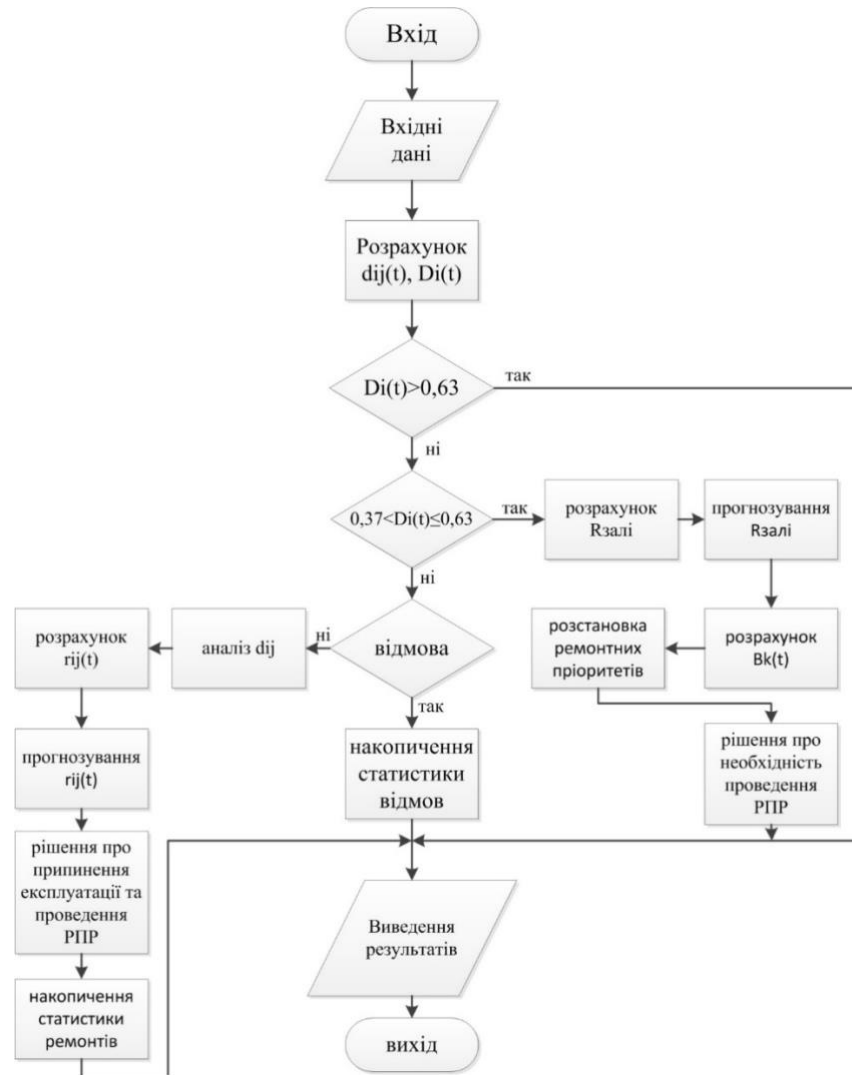 Вхід
Вхідні
дані
Розрахунок
dij(t), Di(t)
Di(t)>0,63
так
ні
0,37<Di(t)≤0,63
так
розрахунок
Rзалі
прогнозування
Rзалі
ні
розрахунок
Bk(t)
розстановка
ремонтних
пріоритетів
рішення про
необхідність
проведення
РПР
відмова
ні
аналіз dij
розрахунок
rij(t)
прогнозування
rij(t)
рішення про
припинення
експлуатації та
проведення
РПР
накопичення
статистики
ремонтів
так
накопичення
статистики
відмов
Виведення
результатів
вихід